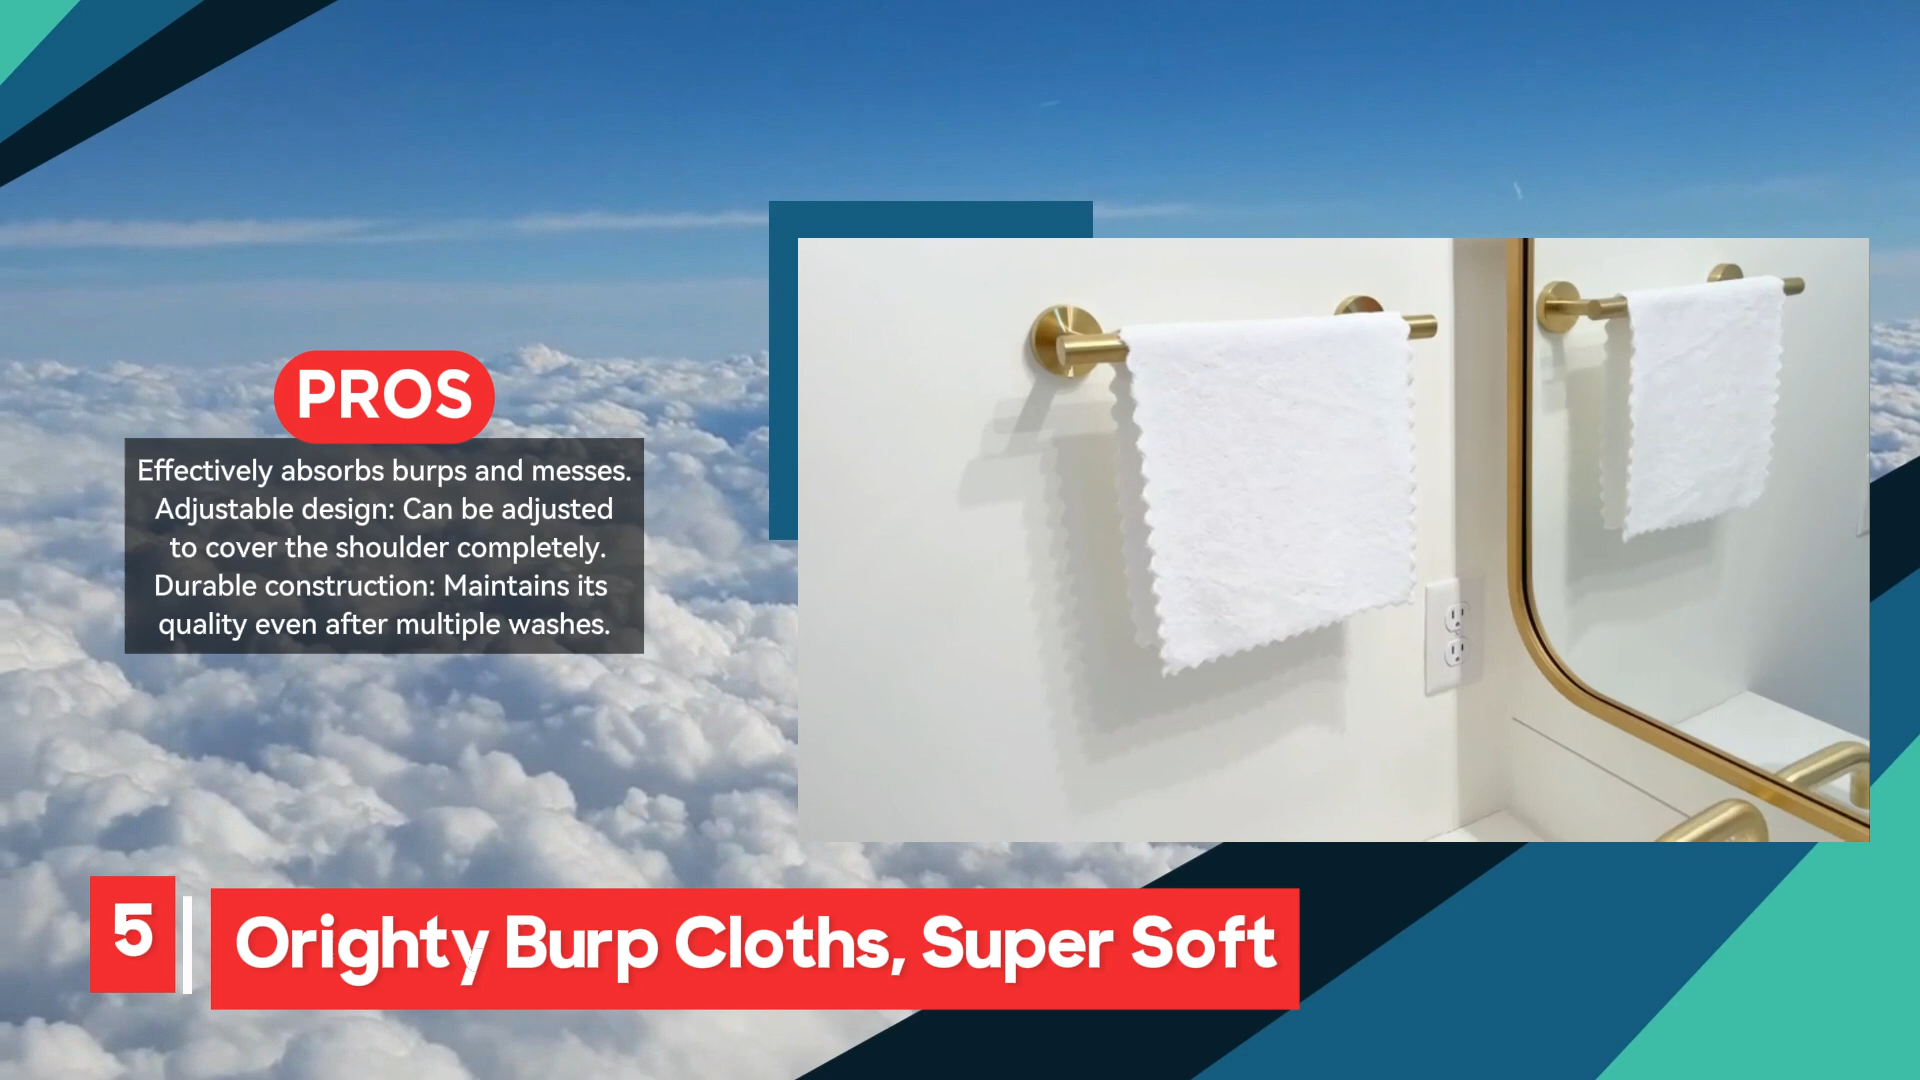 PROS
Effectively absorbs burps and messes.
Adjustable design: Can be adjusted
to cover the shoulder completely.
Durable construction: Maintains its
quality even after multiple washes.
5
Orighty Burp Cloths, Super Soft